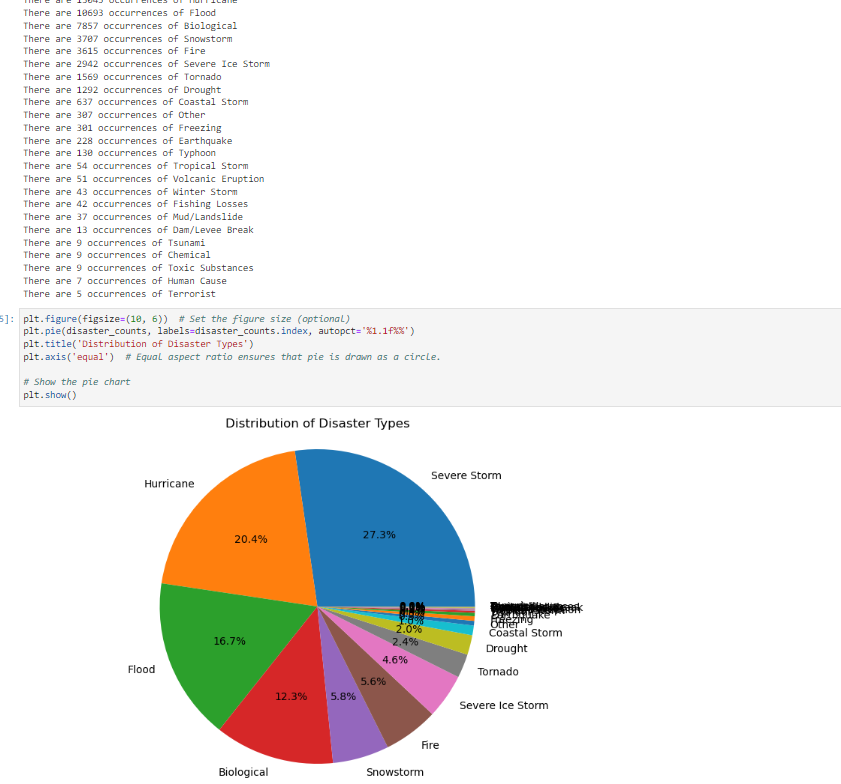 There are 13045 occurrences of Hurricane
There are 10693 occurrences of Flood
There are 7857 occurrences of Biological
There are 3707 occurrences of Snowstorm
There are 3615 occurrences of Fire
There are 2942 occurrences of Severe Ice Storm
There are 1569 occurrences of Tornado
There are 1292 occurrences of Drought
There are 637 occurrences of Coastal Storm
There are 307 occurrences of Other
There are 301 occurrences of Freezing
There are 228 occurrences of Earthquake
There are 130 occurrences of Typhoon
There are 54 occurrences of Tropical Storm
There are 51 occurrences of Volcanic Eruption
There are 43 occurrences of Winter Storm
There are 42 occurrences of Fishing Losses
There are 37 occurrences of Mud/Landslide
There are 13 occurrences of Dam/Levee Break
There are 9 occurrences of Tsunami
There are 9 occurrences of Chemical
There are 9 occurrences of Toxic Substances
There are 7 occurrences of Human Cause
There are 5 occurrences of Terrorist
5]: plt.figure(figsize=(10, 6))  # Set the figure size (optional)
plt.pie(disaster_counts, labels=disaster_counts.index, autopct='%1.1f%%')
plt.title('Distribution of Disaster Types')
plt.axis('equal')  # Equal aspect ratio ensures that pie is drawn as a circle.
# Show the pie chart
plt.show()
Distribution of Disaster Types
Severe Storm
Hurricane
27.3%
20.4%
Freezing
Other
1.0%
2.0%
Coastal Storm
16.7%
2.4%
Drought
4.6%
Flood
Tornado
5.6%
12.3%
5.8%
Severe Ice Storm
Fire
Biological
Snowstorm